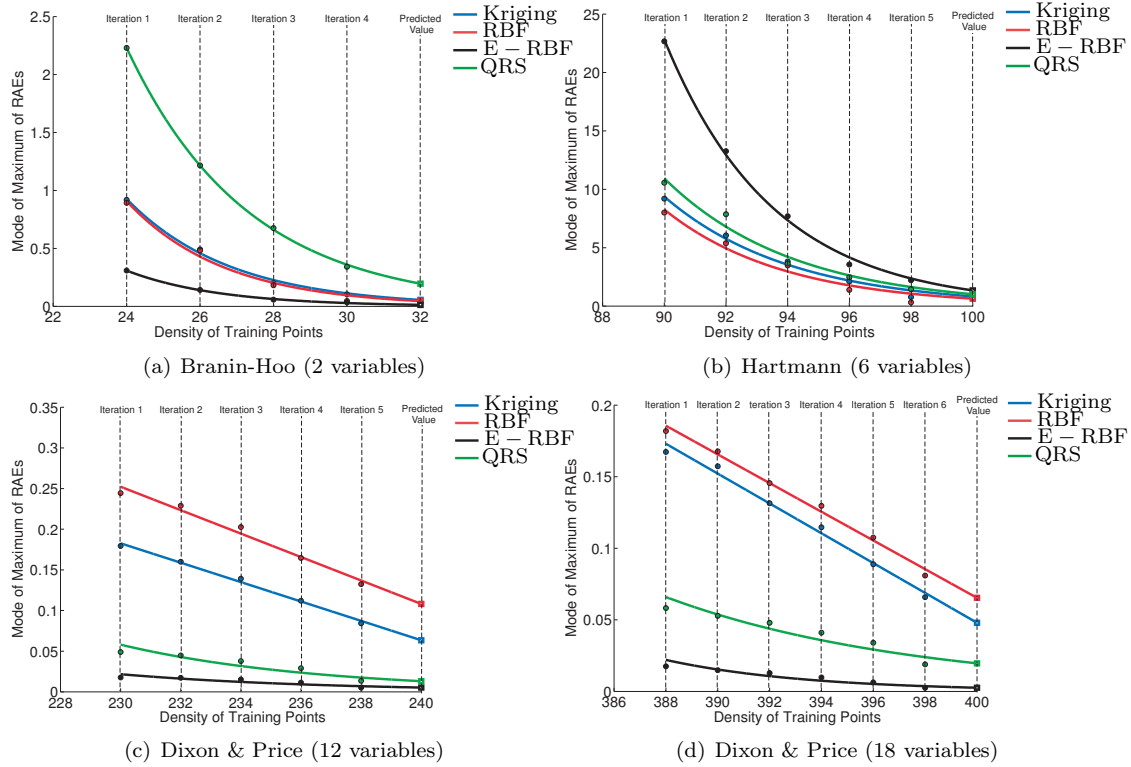 Iteration 1 Iteration 2 Iteration 3 Iteration 4 Predicted Value
Kriging
RBF
E − RBF
QRS
Mode of Maximum of RAEs
2.5
2
1.5
1
0.5
0
22 24 26 28 30 32
Density of Training Points
(a) Branin-Hoo (2 variables)
Iteration 1 Iteration 2 Iteration 3 Iteration 4 Iteration 5 Predicted Value
Kriging
RBF
E − RBF
QRS
Mode of Maximum of RAEs
25
20
15
10
5
0
88 90 92 94 96 98 100
Density of Training Points
(b) Hartmann (6 variables)
Iteration 1 Iteration 2 Iteration 3 Iteration 4 Iteration 5 Predicted Value
Kriging
RBF
E − RBF
QRS
Mode of Maximum of RAEs
0.35
0.3
0.25
0.2
0.15
0.1
0.05
0
228 230 232 234 236 238 240
Density of Training Points
(c) Dixon & Price (12 variables)
Iteration 1 Iteration 2 Iteration 3 Iteration 4 Iteration 5 Iteration 6 Predicted Value
Kriging
RBF
E − RBF
QRS
Mode of Maximum of RAEs
0.2
0.15
0.1
0.05
0
386 388 390 392 394 396 398 400
Density of Training Points
(d) Dixon & Price (18 variables)